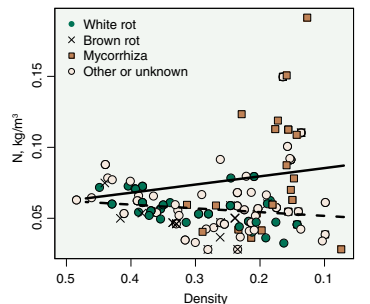 White rot
Brown rot
Mycorrhiza
Other or unknown
N, kg/m³
0.15
0.10
0.05
0.5 0.4 0.3 0.2 0.1
Density